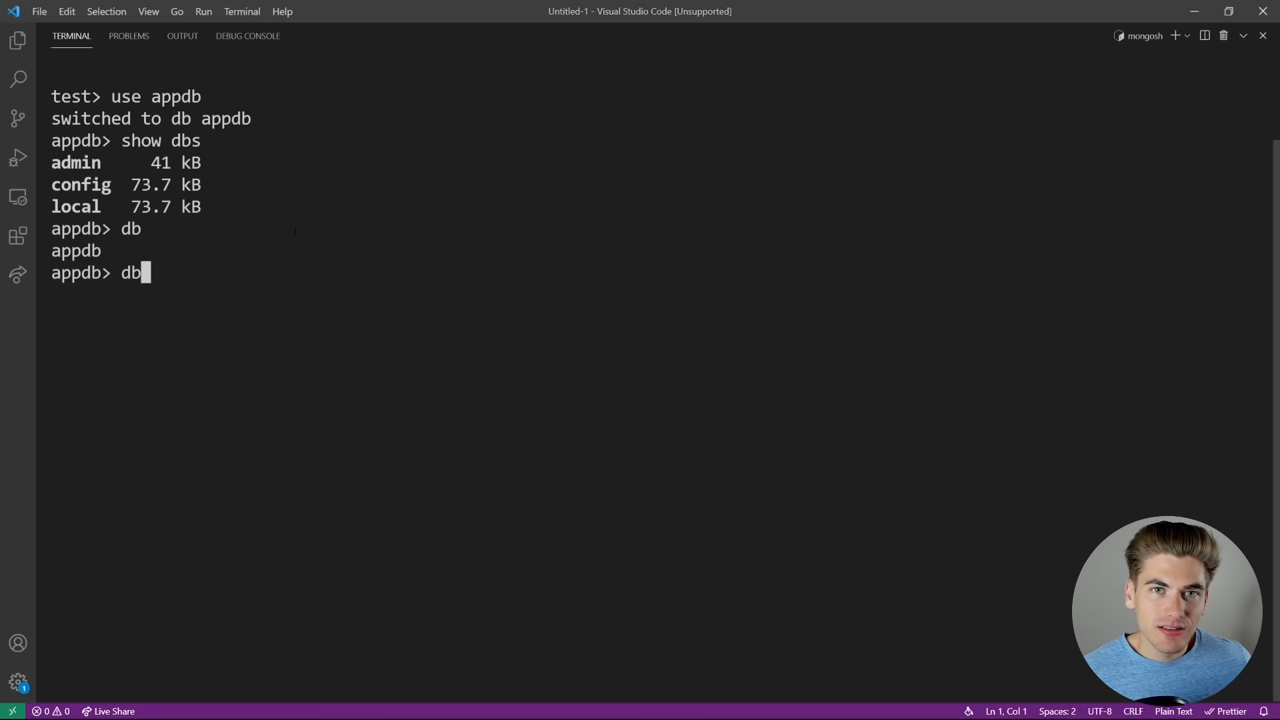 File Edit Selection View Go Run Terminal Help Untitled-1 - Visual Studio Code [Unsupported]
TERMINAL PROBLEMS OUTPUT DEBUG CONSOLE mongosh
test> use appdb
switched to db appdb
appdb> show dbs
admin 41 kB
config 73.7 kB
local 73.7 kB
appdb> db
appdb
appdb> db
1
0 0 Live Share Ln 1, Col 1 Spaces: 2 UTF-8 CRLF Plain Text Prettier